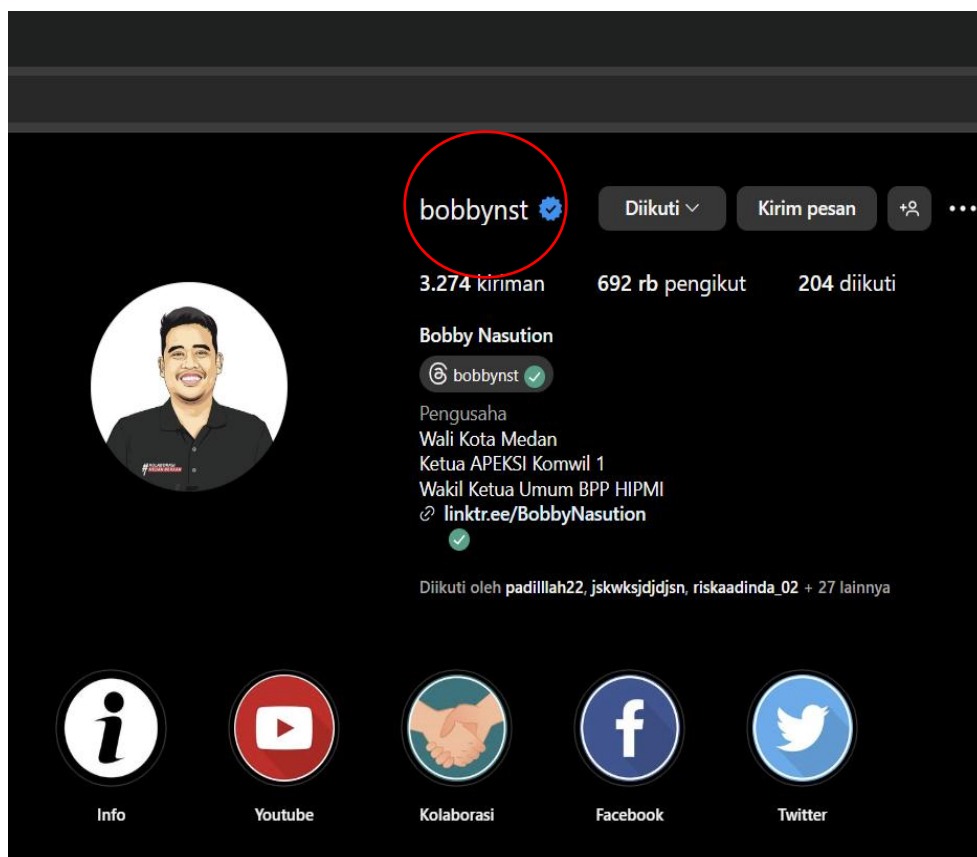 bobbynst
Diikuti
Kirim pesan
3.274 kiriman
692 rb pengikut
204 diikuti
Bobby Nasution
bobbynst
Pengusaha
Wali Kota Medan
Ketua APEKSI Komwil 1
Wakil Ketua Umum BPP HIPMI
linktr.ee/BobbyNasution
Diikuti oleh padilllah22, jskwksjdjdjsn, riskaadinda_02 + 27 lainnya
Info
Youtube
Kolaborasi
Facebook
Twitter